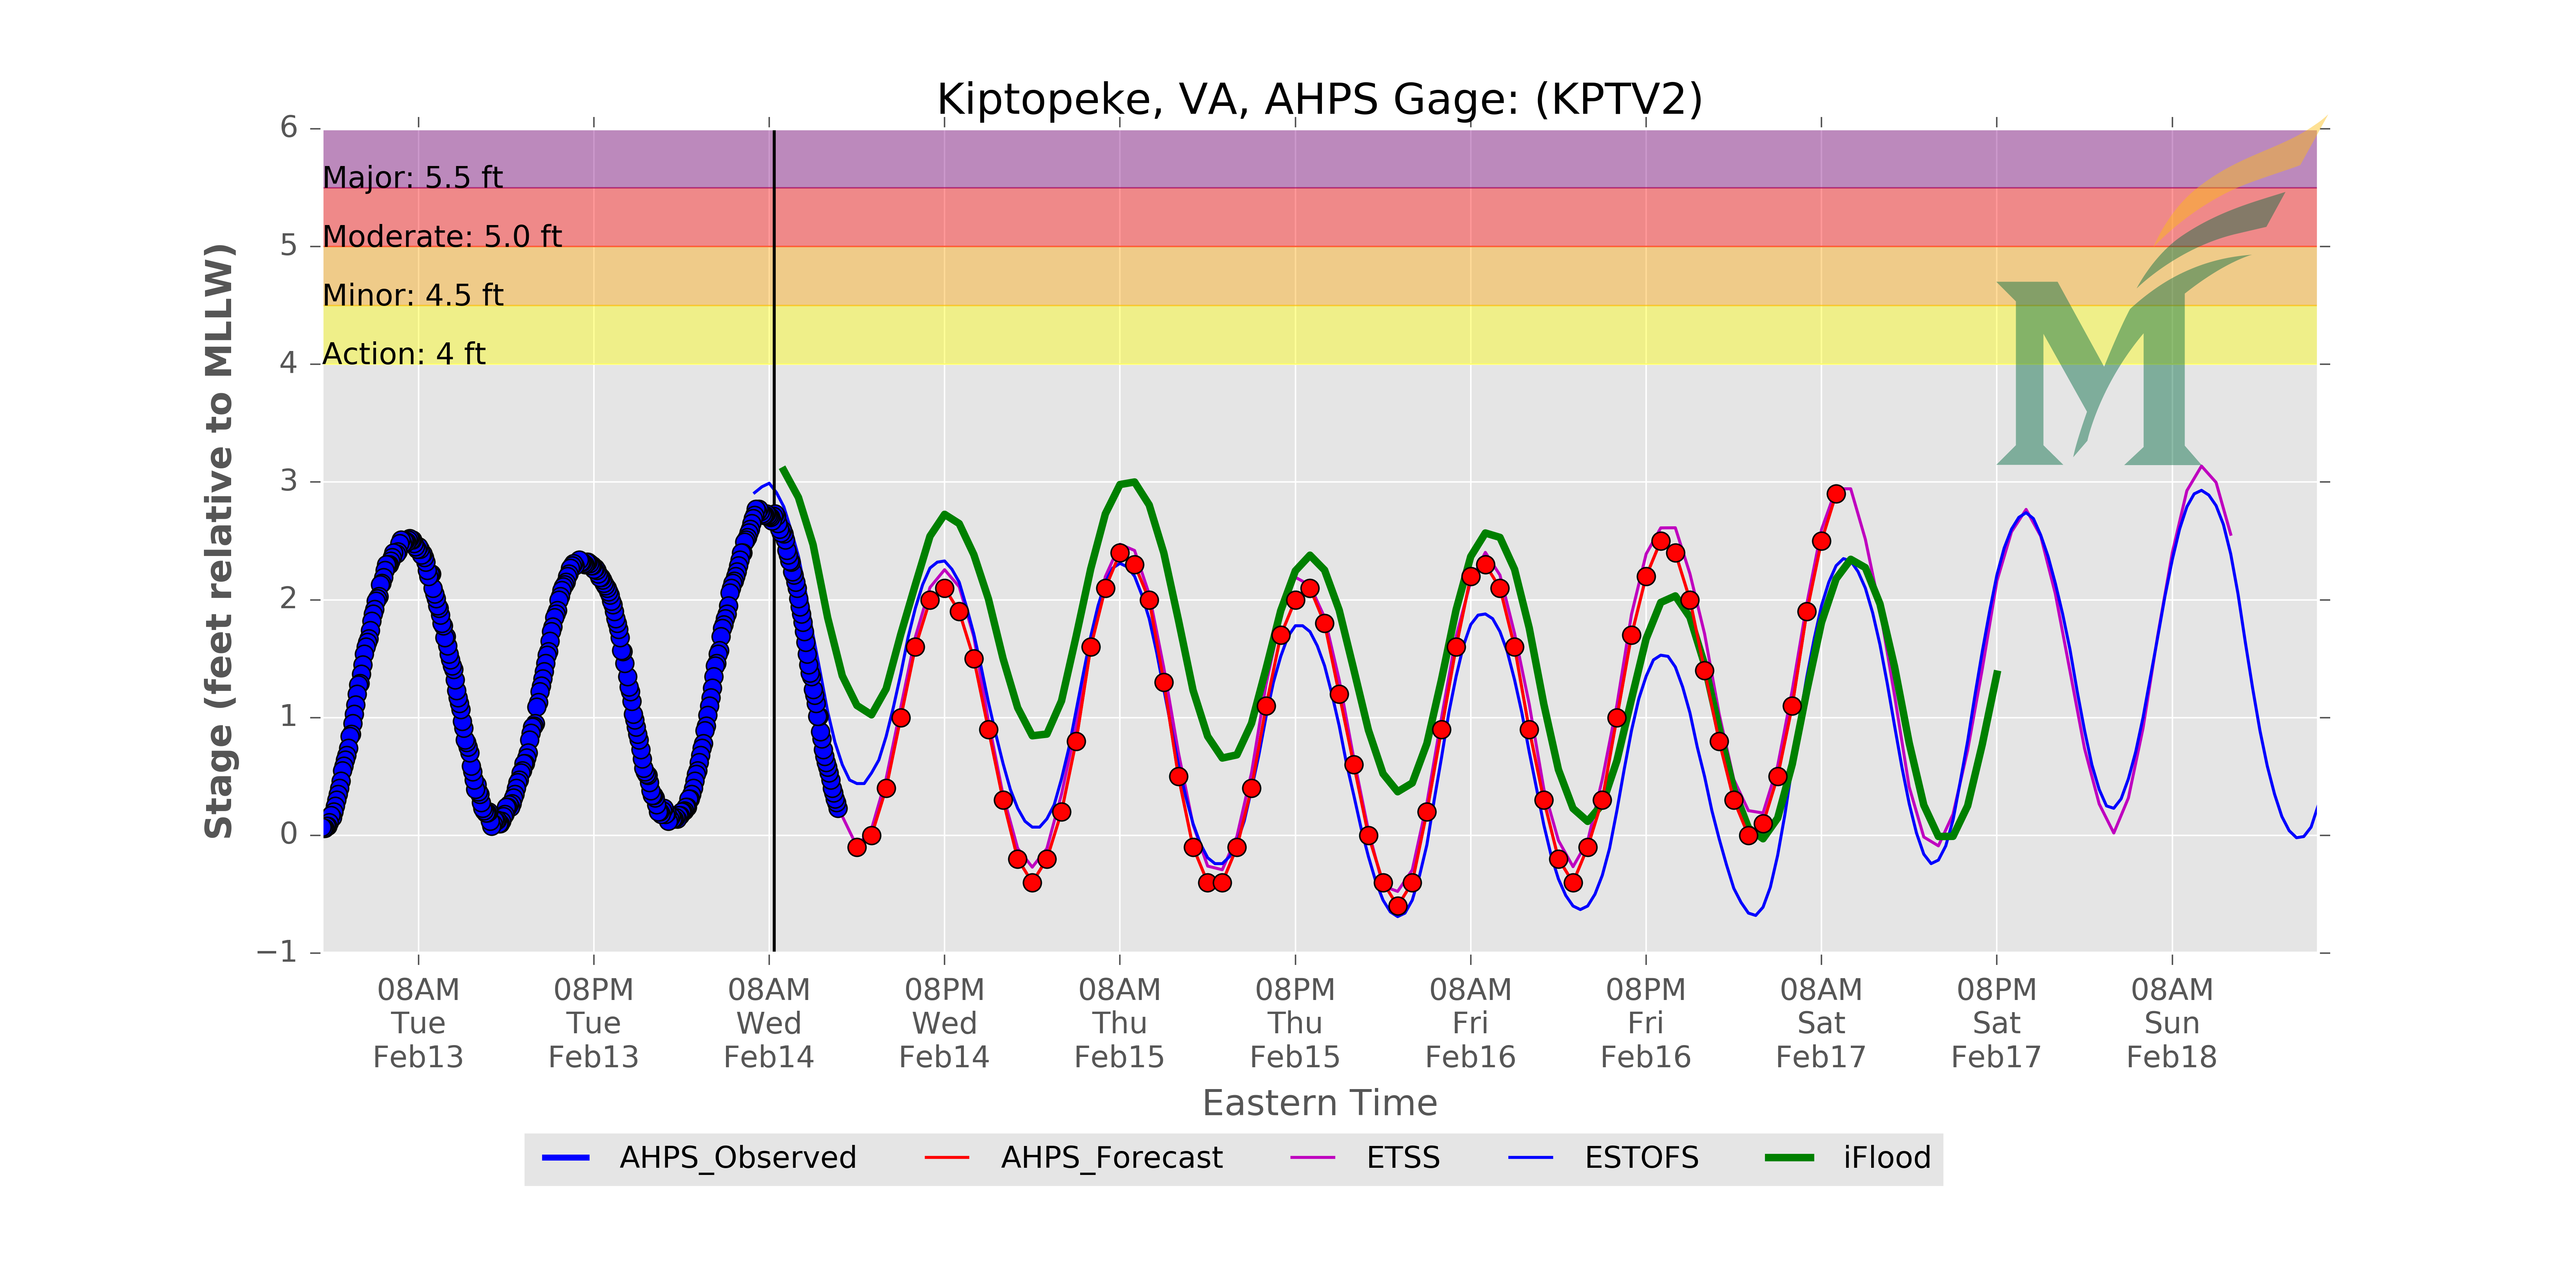 Kiptopeke, VA, AHPS Gage: (KPTV2)
Stage (feet relative to MLLW)
6
5
4
3
2
1
0
−1
Major: 5.5 ft
Moderate: 5.0 ft
Minor: 4.5 ft
Action: 4 ft
M
08AM 08PM 08AM 08PM 08AM 08PM 08AM 08PM 08AM 08PM 08AM
Tue Tue Wed Wed Thu Thu Fri Fri Sat Sat Sun
Feb13 Feb13 Feb14 Feb14 Feb15 Feb15 Feb16 Feb16 Feb17 Feb17 Feb18
Eastern Time
AHPS_Observed AHPS_Forecast ETSS ESTOFS iFlood